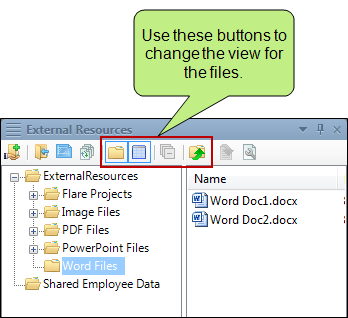 Use these buttons to
change the view for
the files.
External Resources
ExternalResources
Flare Projects
Image Files
PDF Files
PowerPoint Files
Word Files
Shared Employee Data
Name
Word Doc1.docx
Word Doc2.docx